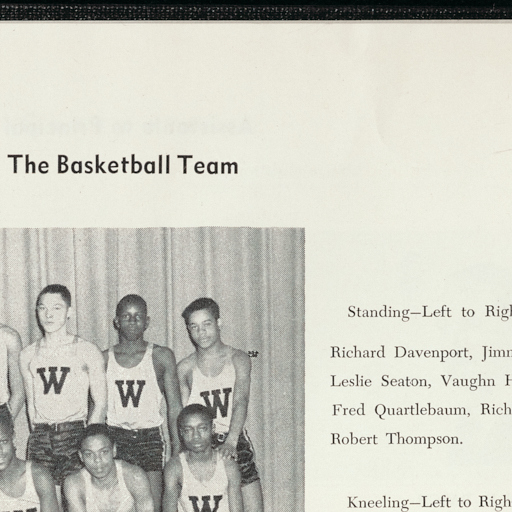 The Basketball Team
W W W
W
Standing—Left to Righ
Richard Davenport, Jimm
Leslie Seaton, Vaughn H
Fred Quartlebaum, Rich
Robert Thompson.
Kneeling—Left to Righ